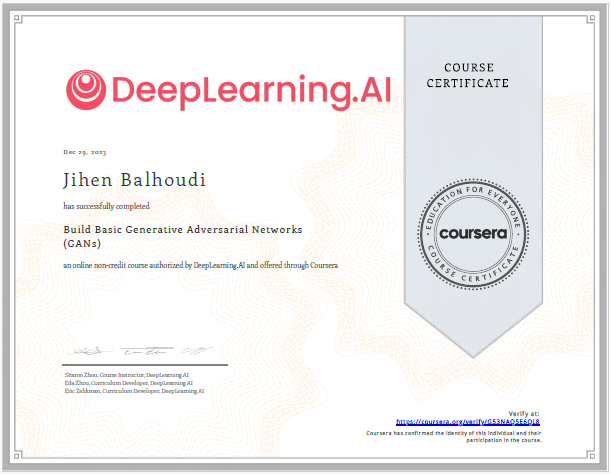 DeepLearning.AI
COURSE
CERTIFICATE
Dec 29, 2023
Jihen Balhoudi
has successfully completed
Build Basic Generative Adversarial Networks
(GANs)
an online non-credit course authorized by DeepLearning.AI and offered through Coursera
EDUCATION FOR EVERYONE
coursera
COURSE CERTIFICATE
Sharon Zhou, Course Instructor, DeepLearning.AI
Eda Zhou, Curriculum Developer, DeepLearning.AI
Eric Zelikman, Curriculum Developer, DeepLearning.AI
Verify at:
https://coursera.org/verify/G53NAQSE6QL8
Coursera has confirmed the identity of this individual and their
participation in the course.